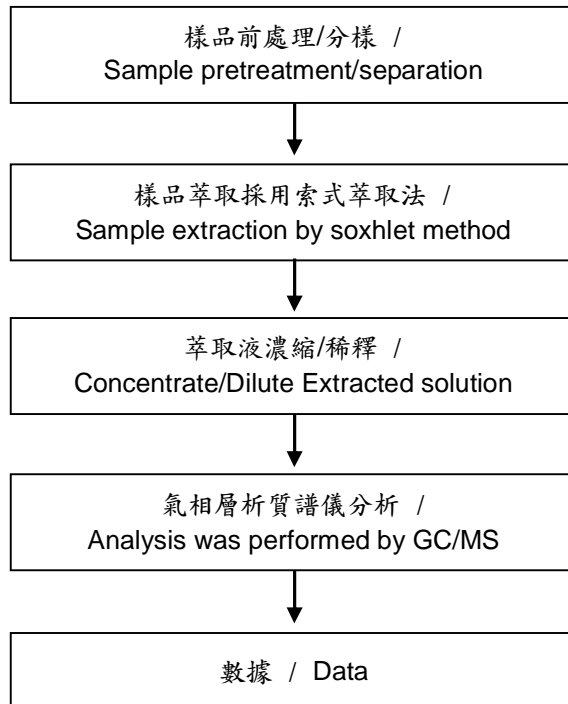 樣品前處理/分樣 /
Sample pretreatment/separation
樣品萃取採用索式萃取法 /
Sample extraction by soxhlet method
萃取液濃縮/稀釋 /
Concentrate/Dilute Extracted solution
氣相層析質譜儀分析 /
Analysis was performed by GC/MS
數據 / Data